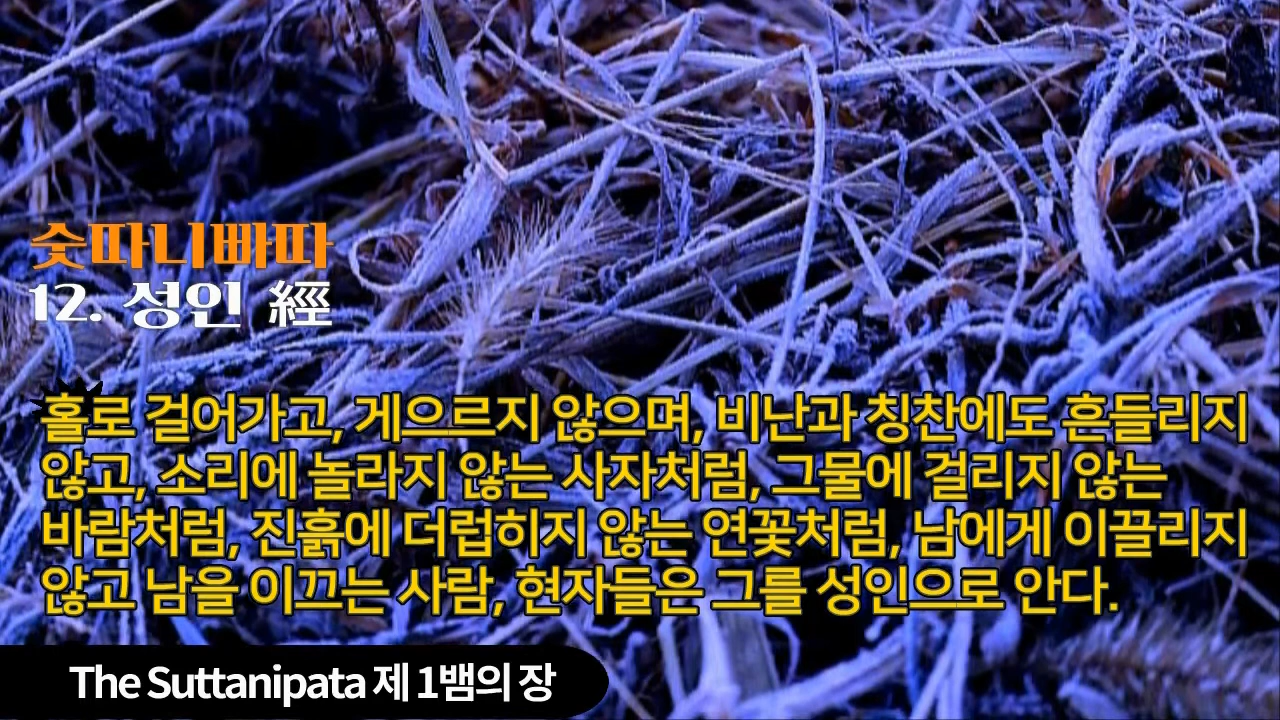 숫따니빠따
12. 성인 經
홀로 걸어가고, 게으르지 않으며, 비난과 칭찬에도 흔들리지
않고, 소리에 놀라지 않는 사자처럼, 그물에 걸리지 않는
바람처럼, 진흙에 더럽히지 않는 연꽃처럼, 남에게 이끌리지
않고 남을 이끄는 사람, 현자들은 그를 성인으로 안다.
The Suttanipata 제 1뱀의 장